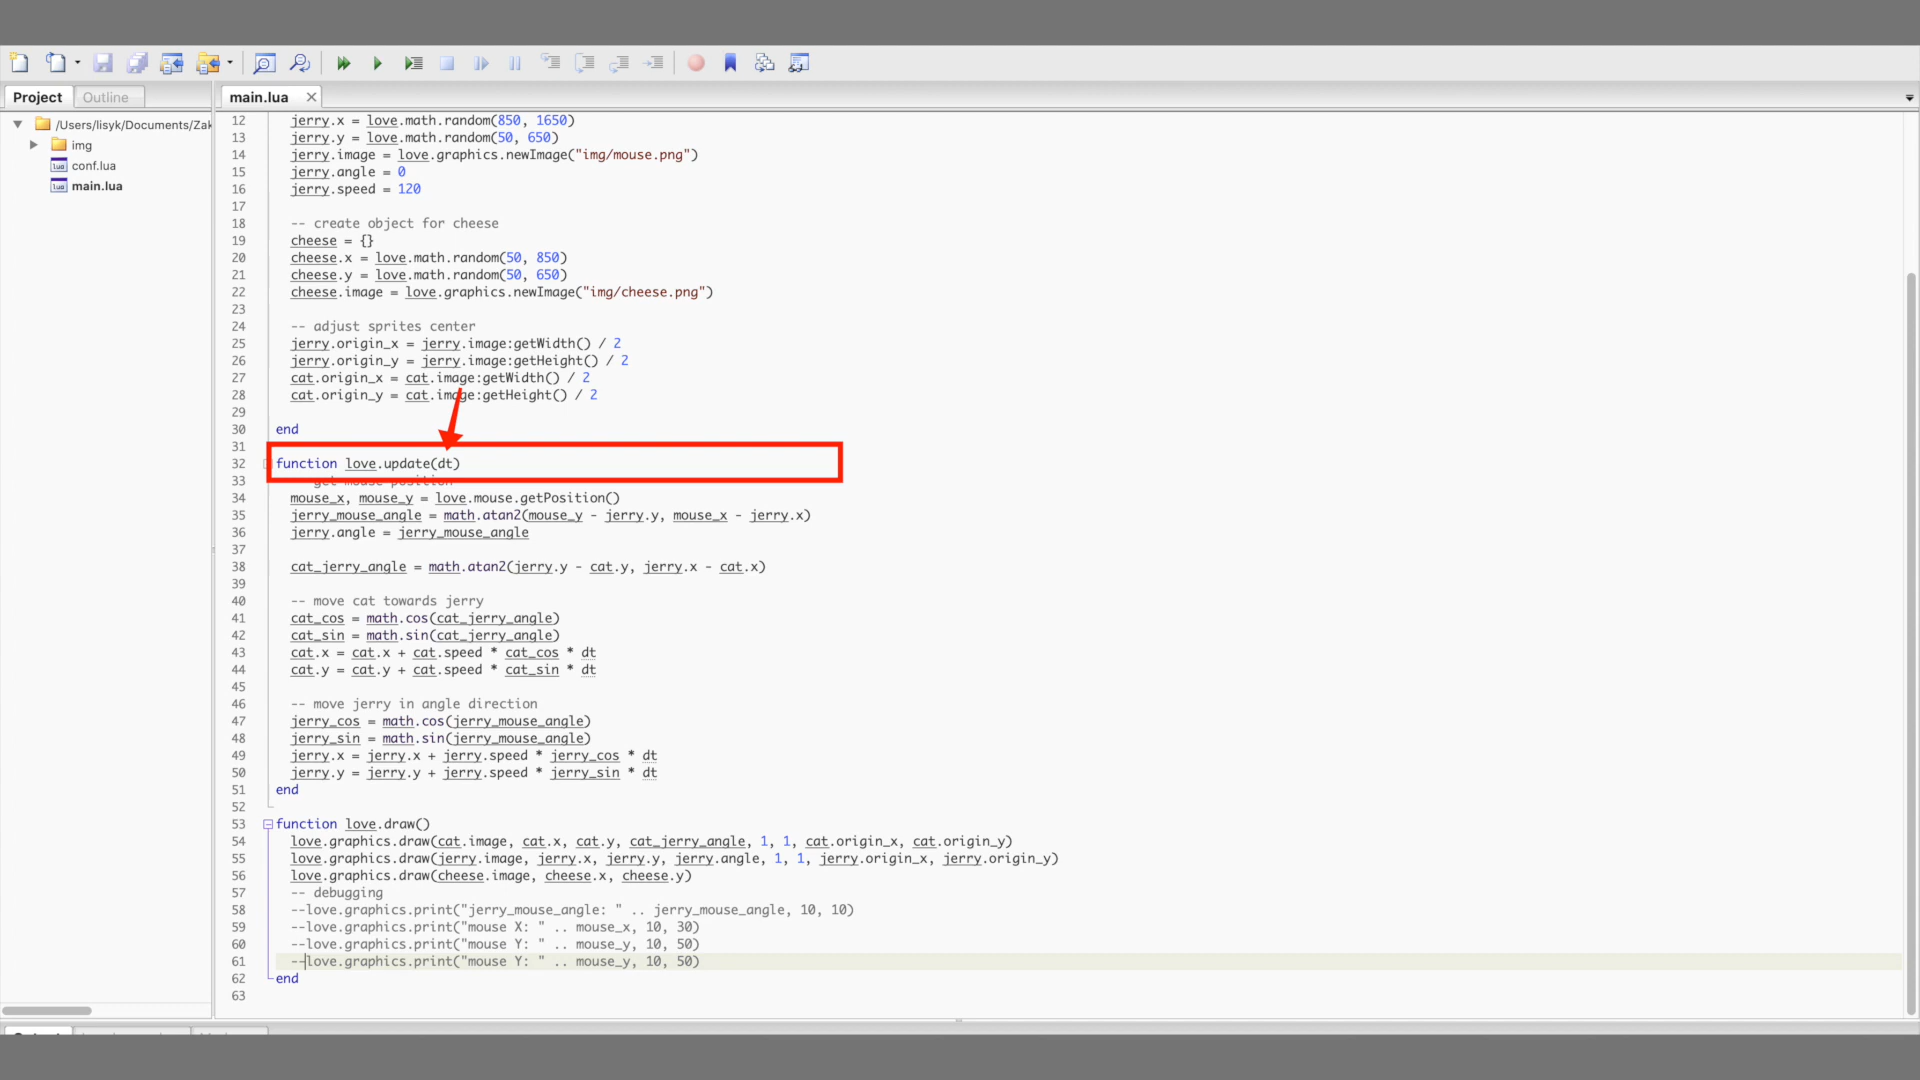 Project
Outline
main.lua
/Users/lisyk/Documents/Zak
img
conf.lua
main.lua
12 jerry.x = love.math.random(850, 1650)
13 jerry.y = love.math.random(50, 650)
14 jerry.image = love.graphics.newImage("img/mouse.png")
15 jerry.angle = 0
16 jerry.speed = 120
17
18 -- create object for cheese
19 cheese = {}
20 cheese.x = love.math.random(50, 850)
21 cheese.y = love.math.random(50, 650)
22 cheese.image = love.graphics.newImage("img/cheese.png")
23
24 -- adjust sprites center
25 jerry.origin_x = jerry.image:getWidth() / 2
26 jerry.origin_y = jerry.image:getHeight() / 2
27 cat.origin_x = cat.image:getWidth() / 2
28 cat.origin_y = cat.image:getHeight() / 2
29
30 end
31
32 function love.update(dt)
33 get mouse position
34 mouse_x, mouse_y = love.mouse.getPosition()
35 jerry_mouse_angle = math.atan2(mouse_y - jerry.y, mouse_x - jerry.x)
36 jerry.angle = jerry_mouse_angle
37
38 cat_jerry_angle = math.atan2(jerry.y - cat.y, jerry.x - cat.x)
39
40 -- move cat towards jerry
41 cat_cos = math.cos(cat_jerry_angle)
42 cat_sin = math.sin(cat_jerry_angle)
43 cat.x = cat.x + cat.speed * cat_cos * dt
44 cat.y = cat.y + cat.speed * cat_sin * dt
45
46 -- move jerry in angle direction
47 jerry_cos = math.cos(jerry_mouse_angle)
48 jerry_sin = math.sin(jerry_mouse_angle)
49 jerry.x = jerry.x + jerry.speed * jerry_cos * dt
50 jerry.y = jerry.y + jerry.speed * jerry_sin * dt
51 end
52
53 function love.draw()
54 love.graphics.draw(cat.image, cat.x, cat.y, cat_jerry_angle, 1, 1, cat.origin_x, cat.origin_y)
55 love.graphics.draw(jerry.image, jerry.x, jerry.y, jerry.angle, 1, 1, jerry.origin_x, jerry.origin_y)
56 love.graphics.draw(cheese.image, cheese.x, cheese.y)
57 -- debugging
58 --love.graphics.print("jerry_mouse_angle: " .. jerry_mouse_angle, 10, 10)
59 --love.graphics.print("mouse X: " .. mouse_x, 10, 30)
60 --love.graphics.print("mouse Y: " .. mouse_y, 10, 50)
61 --love.graphics.print("mouse Y: " .. mouse_y, 10, 50)
62 end
63